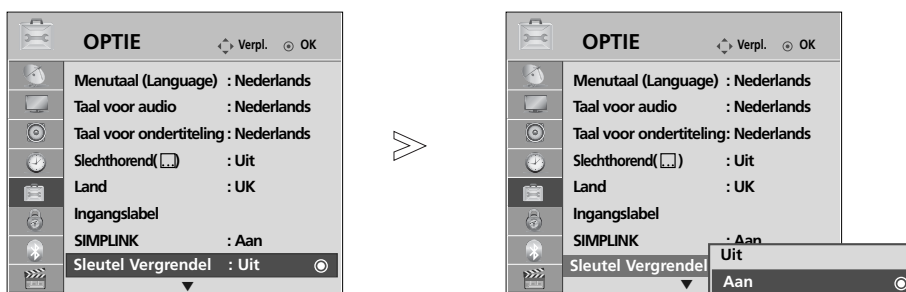 OPTIE Verpl. OK
Menutaal (Language) : Nederlands
Taal voor audio : Nederlands
Taal voor ondertiteling : Nederlands
Slechthorend( ... ) : Uit
Land : UK
Ingangslabel
SIMPLINK : Aan
Sleutel Vergrendel : Uit
OPTIE Verpl. OK
Menutaal (Language) : Nederlands
Taal voor audio : Nederlands
Taal voor ondertiteling: Nederlands
Slechthorend( ... ) : Uit
Land : UK
Ingangslabel
SIMPLINK : Aan
Sleutel Vergrendel
Uit
Aan